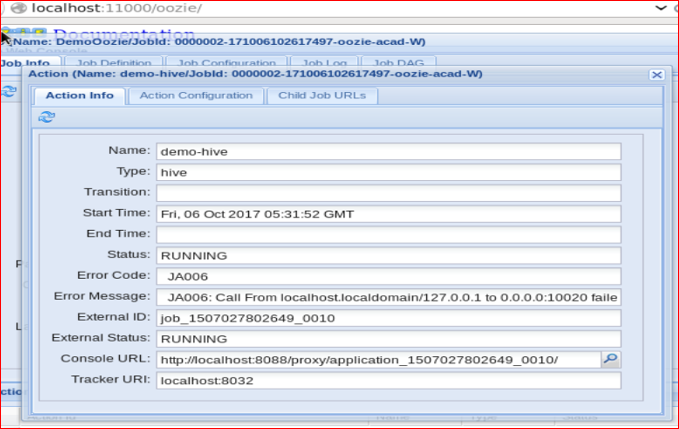 localhost:11000/oozie/
Documentation
(Name: DemoOozie/JobId: 0000002-171006102617497-oozie-acad-W)
Job Info Job Definition Job Configuration Job Log Job DAG
Action (Name: demo-hive/JobId: 0000002-171006102617497-oozie-acad-W)
Action Info Action Configuration Child Job URLs
Name: demo-hive
Type: hive
Transition:
Start Time: Fri, 06 Oct 2017 05:31:52 GMT
End Time:
Status: RUNNING
Error Code: JA006
Error Message: JA006: Call From localhost.localdomain/127.0.0.1 to 0.0.0.0:10020 faile
External ID: job_1507027802649_0010
External Status: RUNNING
Console URL: http://localhost:8088/proxy/application_1507027802649_0010/
Tracker URI: localhost:8032